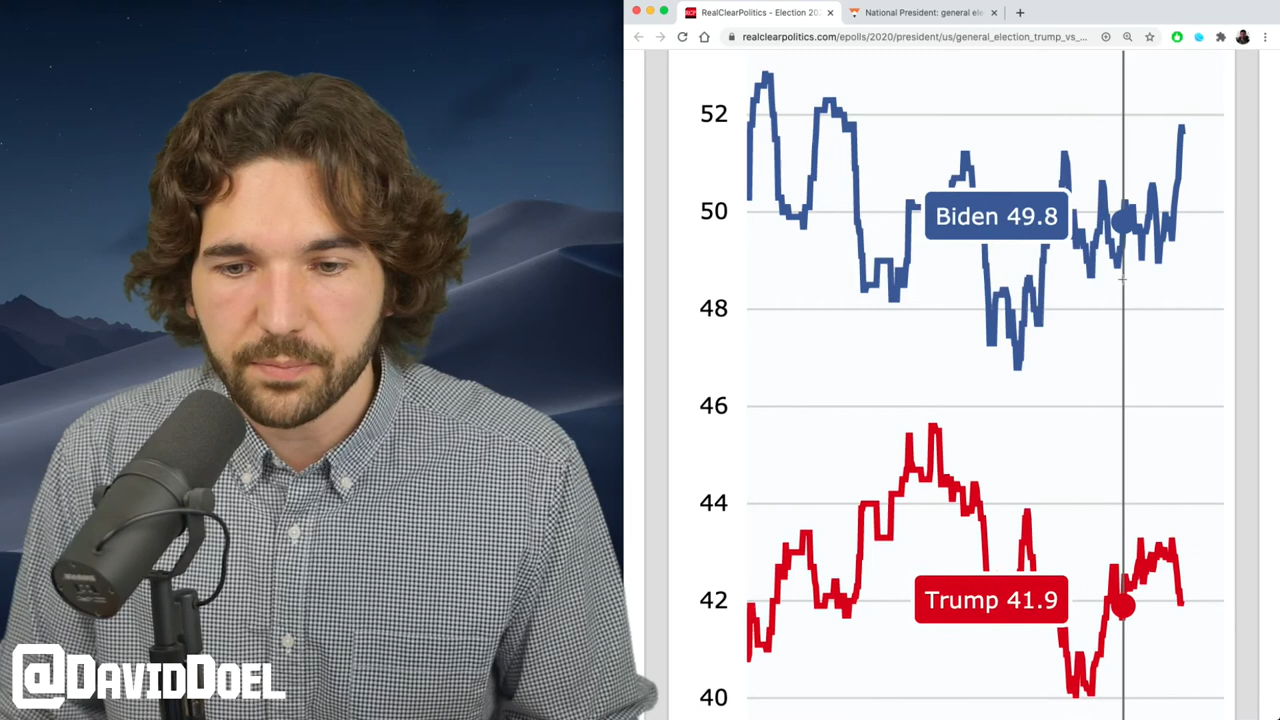 RealClearPolitics - Election 202
National President: general ele
realclearpolitics.com/epolls/2020/president/us/general_election_trump_vs_...
52
50
48
46
44
42
40
Biden 49.8
Trump 41.9
@DavidDoel